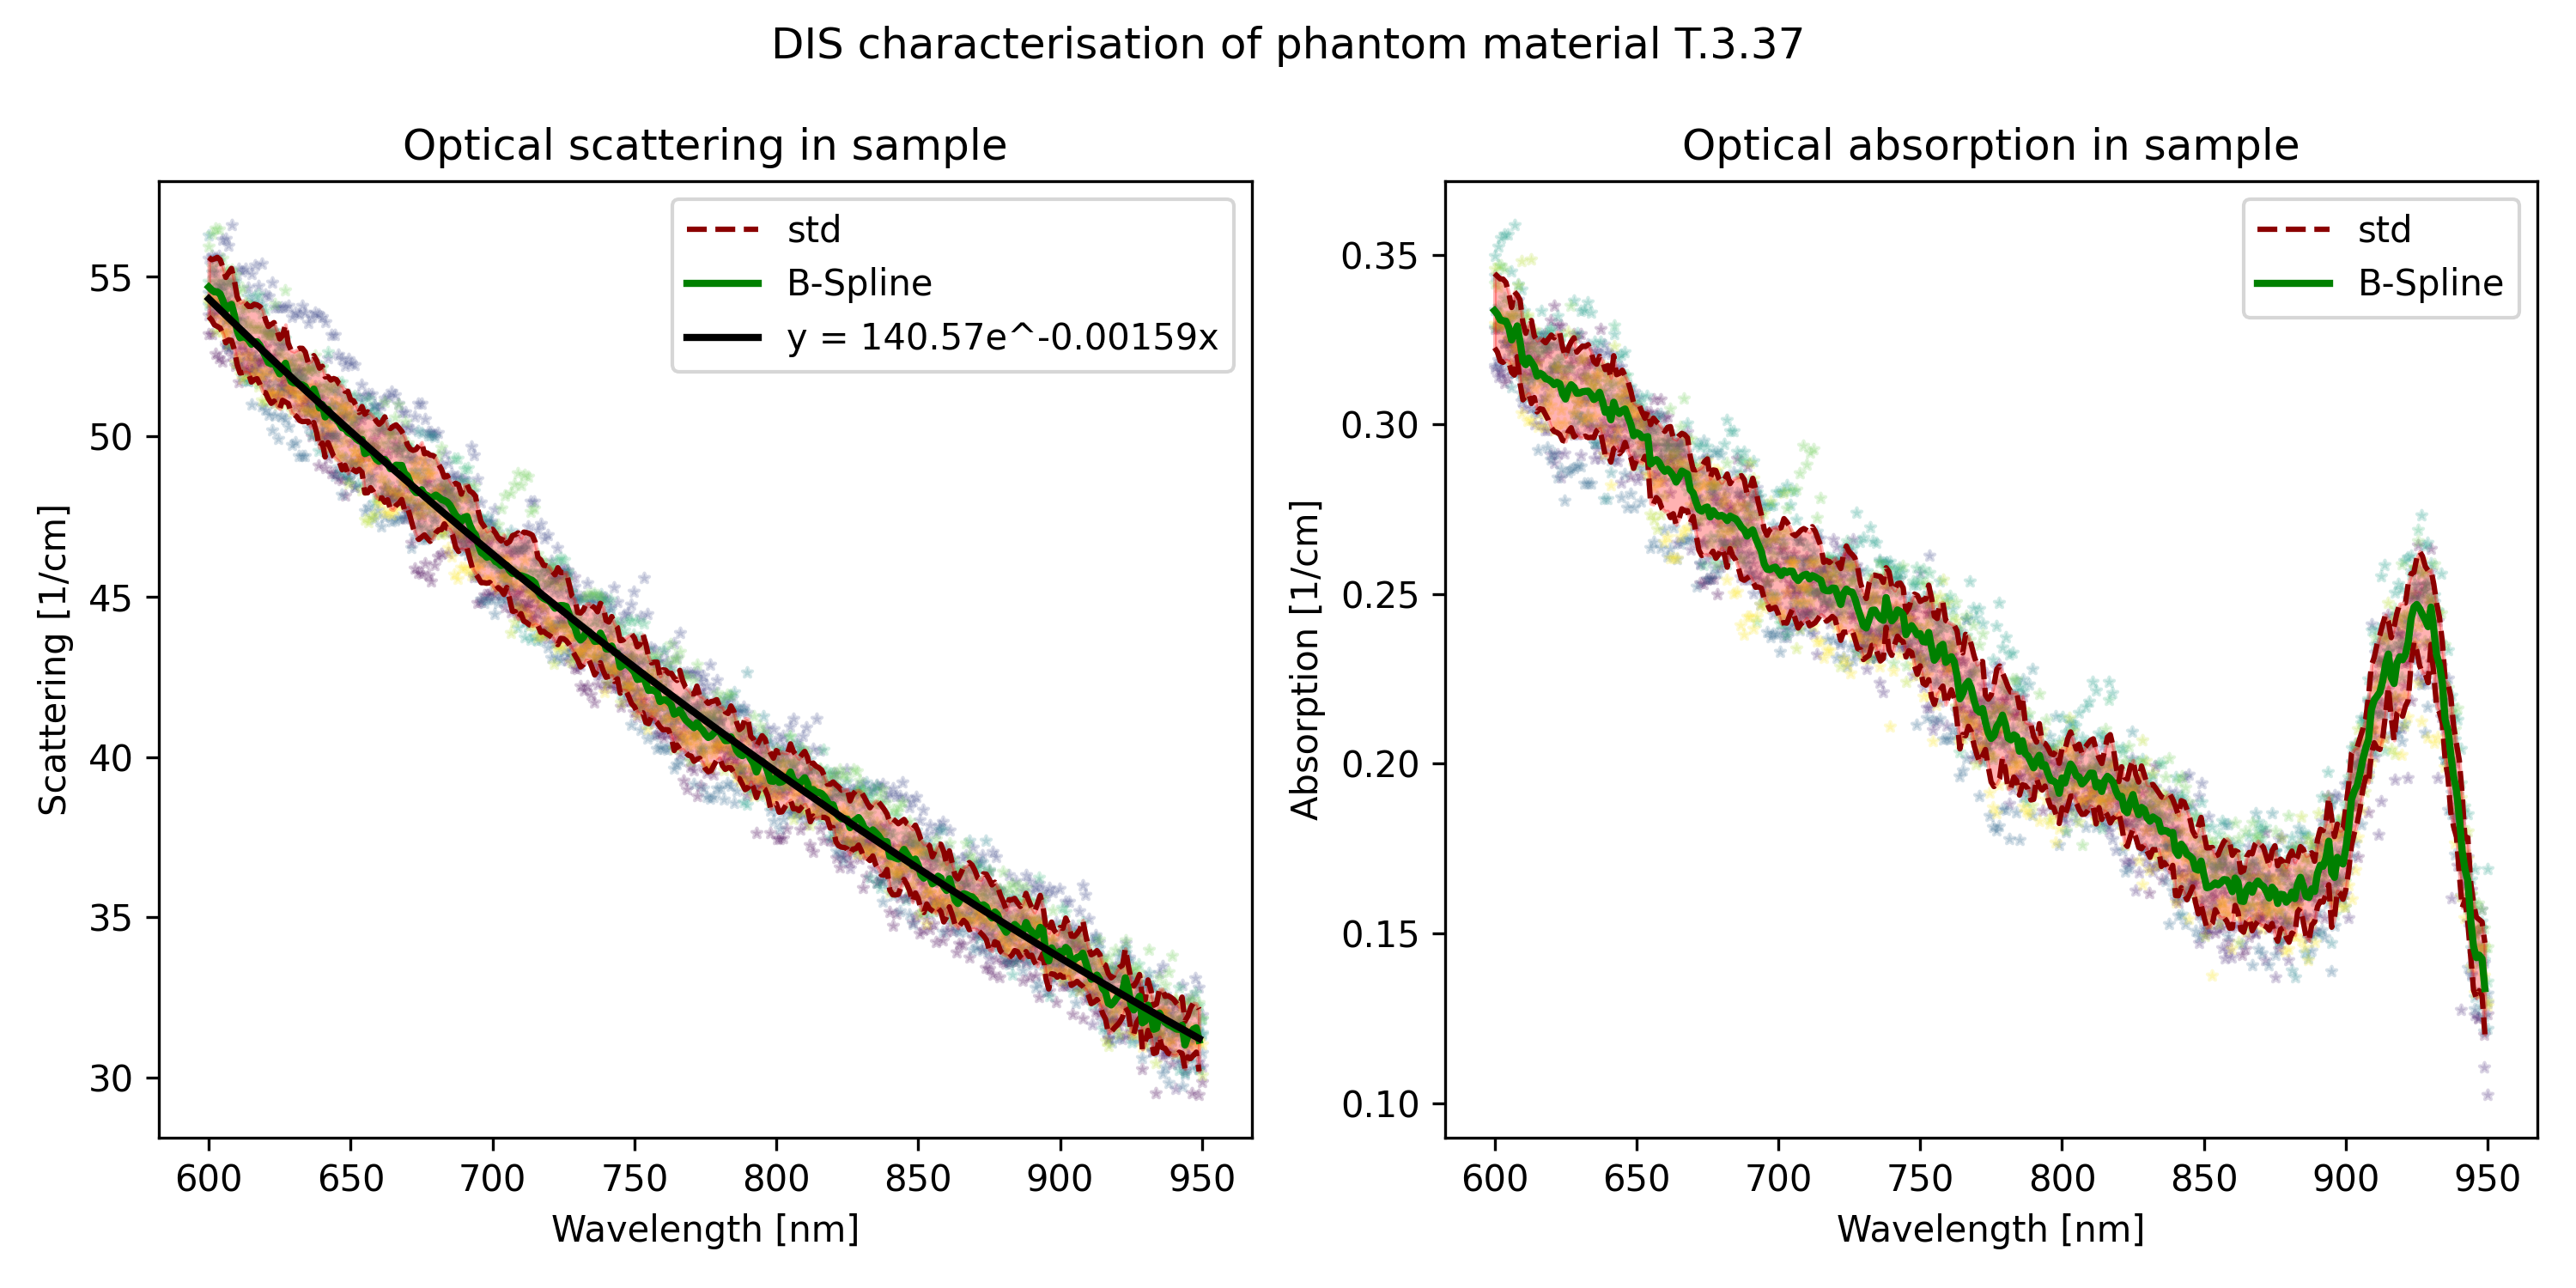 DIS characterisation of phantom material T.3.37
Optical scattering in sample
std
B-Spline
y = 140.57e^-0.00159x
55
50
45
40
35
30
Scattering [1/cm]
600 650 700 750 800 850 900 950
Wavelength [nm]
Optical absorption in sample
std
B-Spline
0.35
0.30
0.25
0.20
0.15
0.10
Absorption [1/cm]
600 650 700 750 800 850 900 950
Wavelength [nm]